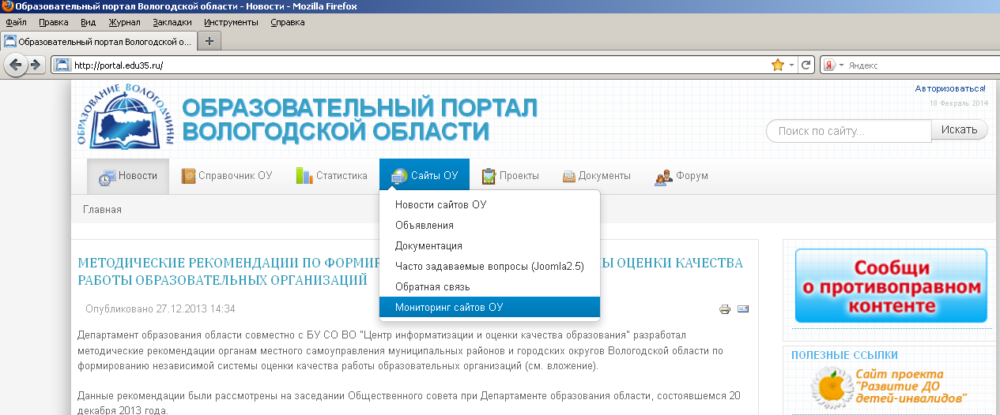 Образовательный портал Вологодской области - Новости - Mozilla Firefox
Файл Правка Вид Журнал Закладки Инструменты Справка
Образовательный портал Вологодской о... +
http://portal.edu35.ru/ Яндекс
ОБРАЗОВАНИЕ ВОЛОГОДЧИНЫ
Авторизоваться!
18 Февраль 2014
ОБРАЗОВАТЕЛЬНЫЙ ПОРТАЛ
ВОЛОГОДСКОЙ ОБЛАСТИ
Поиск по сайту... Искать
Новости Справочник ОУ Статистика Сайты ОУ Проекты Документы Форум
Главная
Новости сайтов ОУ
Объявления
Документация
Часто задаваемые вопросы (Joomla2.5)
Обратная связь
Мониторинг сайтов ОУ
МЕТОДИЧЕСКИЕ РЕКОМЕНДАЦИИ ПО ФОРМИР Ы ОЦЕНКИ КАЧЕСТВА
РАБОТЫ ОБРАЗОВАТЕЛЬНЫХ ОРГАНИЗАЦИЙ
Опубликовано 27.12.2013 14:34
Департамент образования области совместно с БУ СО ВО "Центр информатизации и оценки качества образования" разработал
методические рекомендации органам местного самоуправления муниципальных районов и городских округов Вологодской области по
формированию независимой системы оценки качества работы образовательных организаций (см. вложение).
Данные рекомендации были рассмотрены на заседании Общественного совета при Департаменте образования области, состоявшемся 20
декабря 2013 года.
Сообщи
о противоправном
контенте
ПОЛЕЗНЫЕ ССЫЛКИ
Сайт проекта
"Развитие ДО
детей-инвалидов"